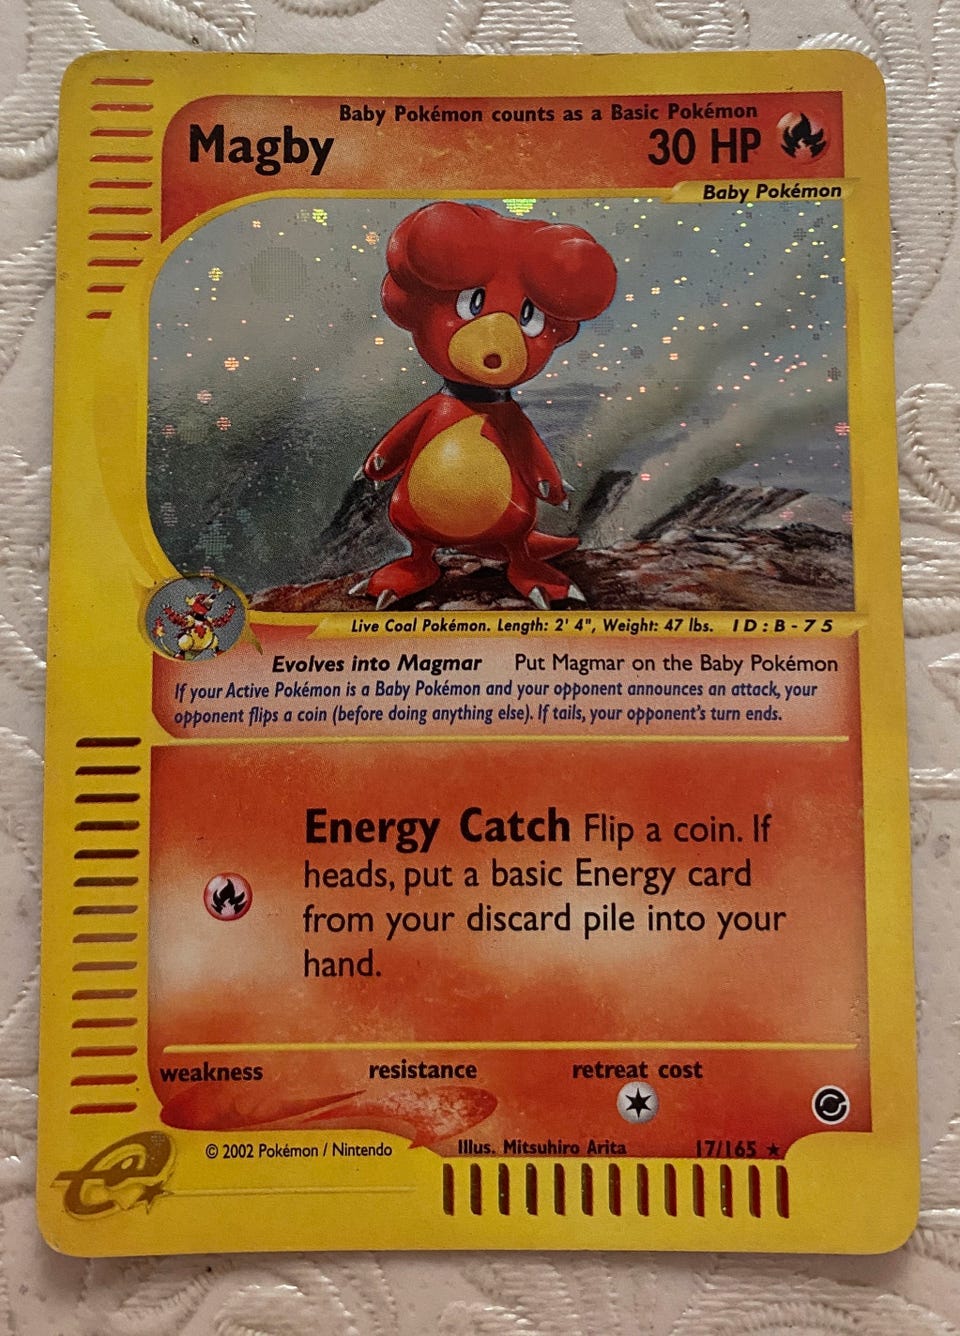 Baby Pokémon counts as a Basic Pokémon
Magby 30 HP
Baby Pokémon
Live Coal Pokémon. Length: 2' 4", Weight: 47 lbs. ID:B-75
Evolves into Magmar Put Magmar on the Baby Pokémon
If your Active Pokémon is a Baby Pokémon and your opponent announces an attack, your
opponent flips a coin (before doing anything else). If tails, your opponent's turn ends.
Energy Catch Flip a coin. If
heads, put a basic Energy card
from your discard pile into your
hand.
weakness resistance retreat cost
© 2002 Pokémon / Nintendo Illus. Mitsuhiro Arita 17/165 ★
e